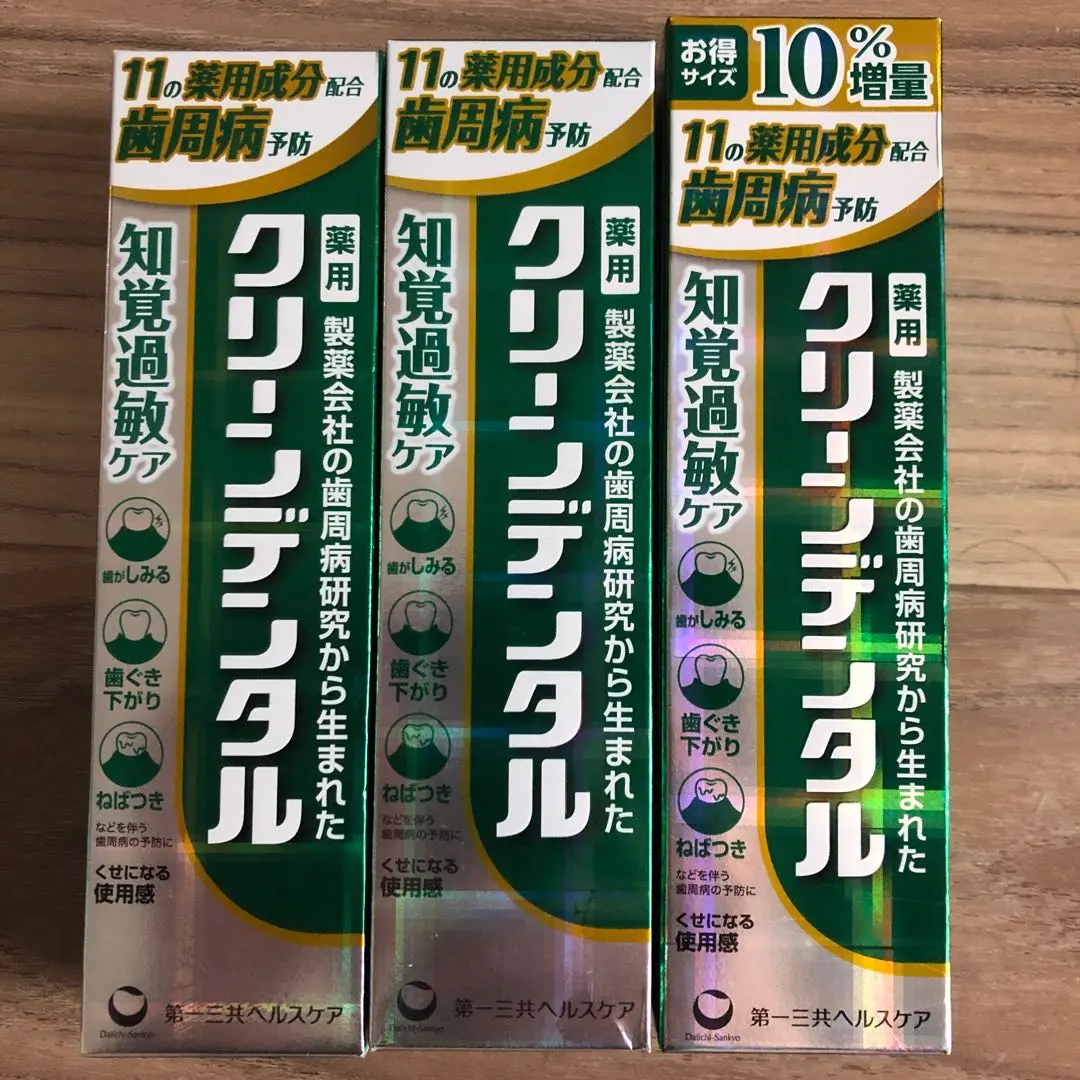 11の薬用成分配合
歯周病予防
薬用
製薬会社の歯周病研究から生まれた
クリーンデンタル
知覚過敏ケア
歯がしみる
歯ぐき
下がり
ねばつき
などを伴う
歯周病の予防に
くせになる
使用感
Daiichi-Sankyo
第一三共ヘルスケア
11の薬用成分配合
歯周病予防
薬用
製薬会社の歯周病研究から生まれた
クリーンデンタル
知覚過敏ケア
歯がしみる
歯ぐき
下がり
ねばつき
などを伴う
歯周病の予防に
くせになる
使用感
Daiichi-Sankyo
第一三共ヘルスケア
お得
サイズ
10%増量
11の薬用成分配合
歯周病予防
薬用
製薬会社の歯周病研究から生まれた
クリーンデンタル
知覚過敏ケア
歯がしみる
歯ぐき
下がり
ねばつき
などを伴う
歯周病の予防に
くせになる
使用感
Daiichi-Sankyo
第一三共ヘルスケア